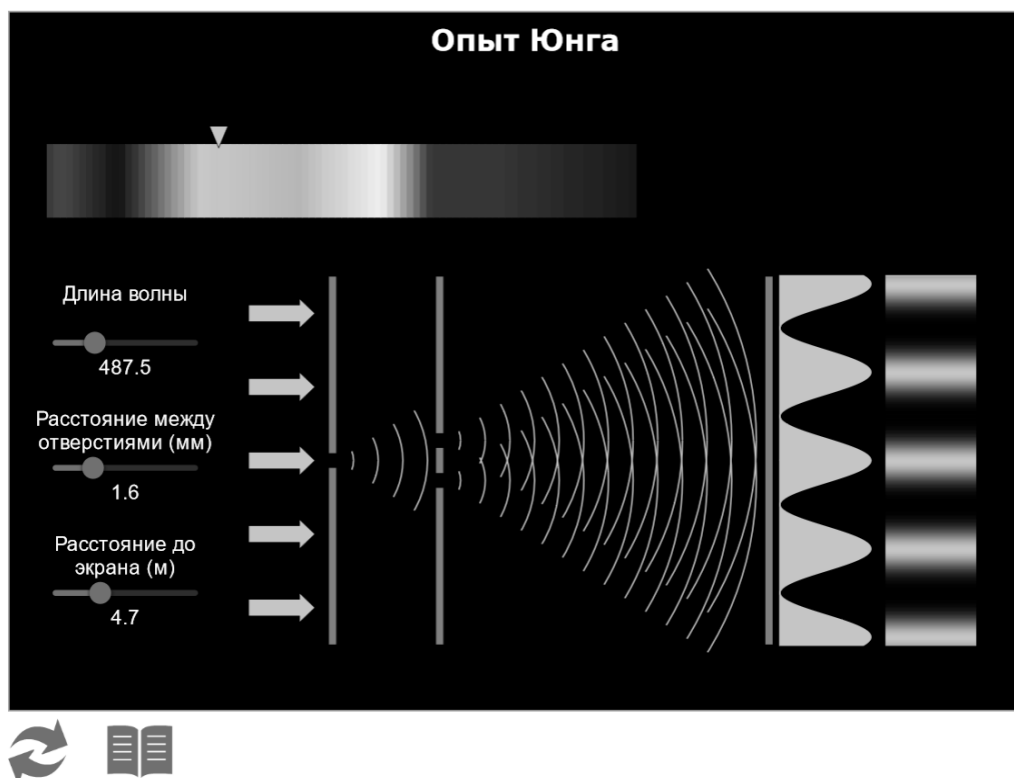 Опыт Юнга
Длина волны
487.5
Расстояние между
отверстиями (мм)
1.6
Расстояние до
экрана (м)
4.7